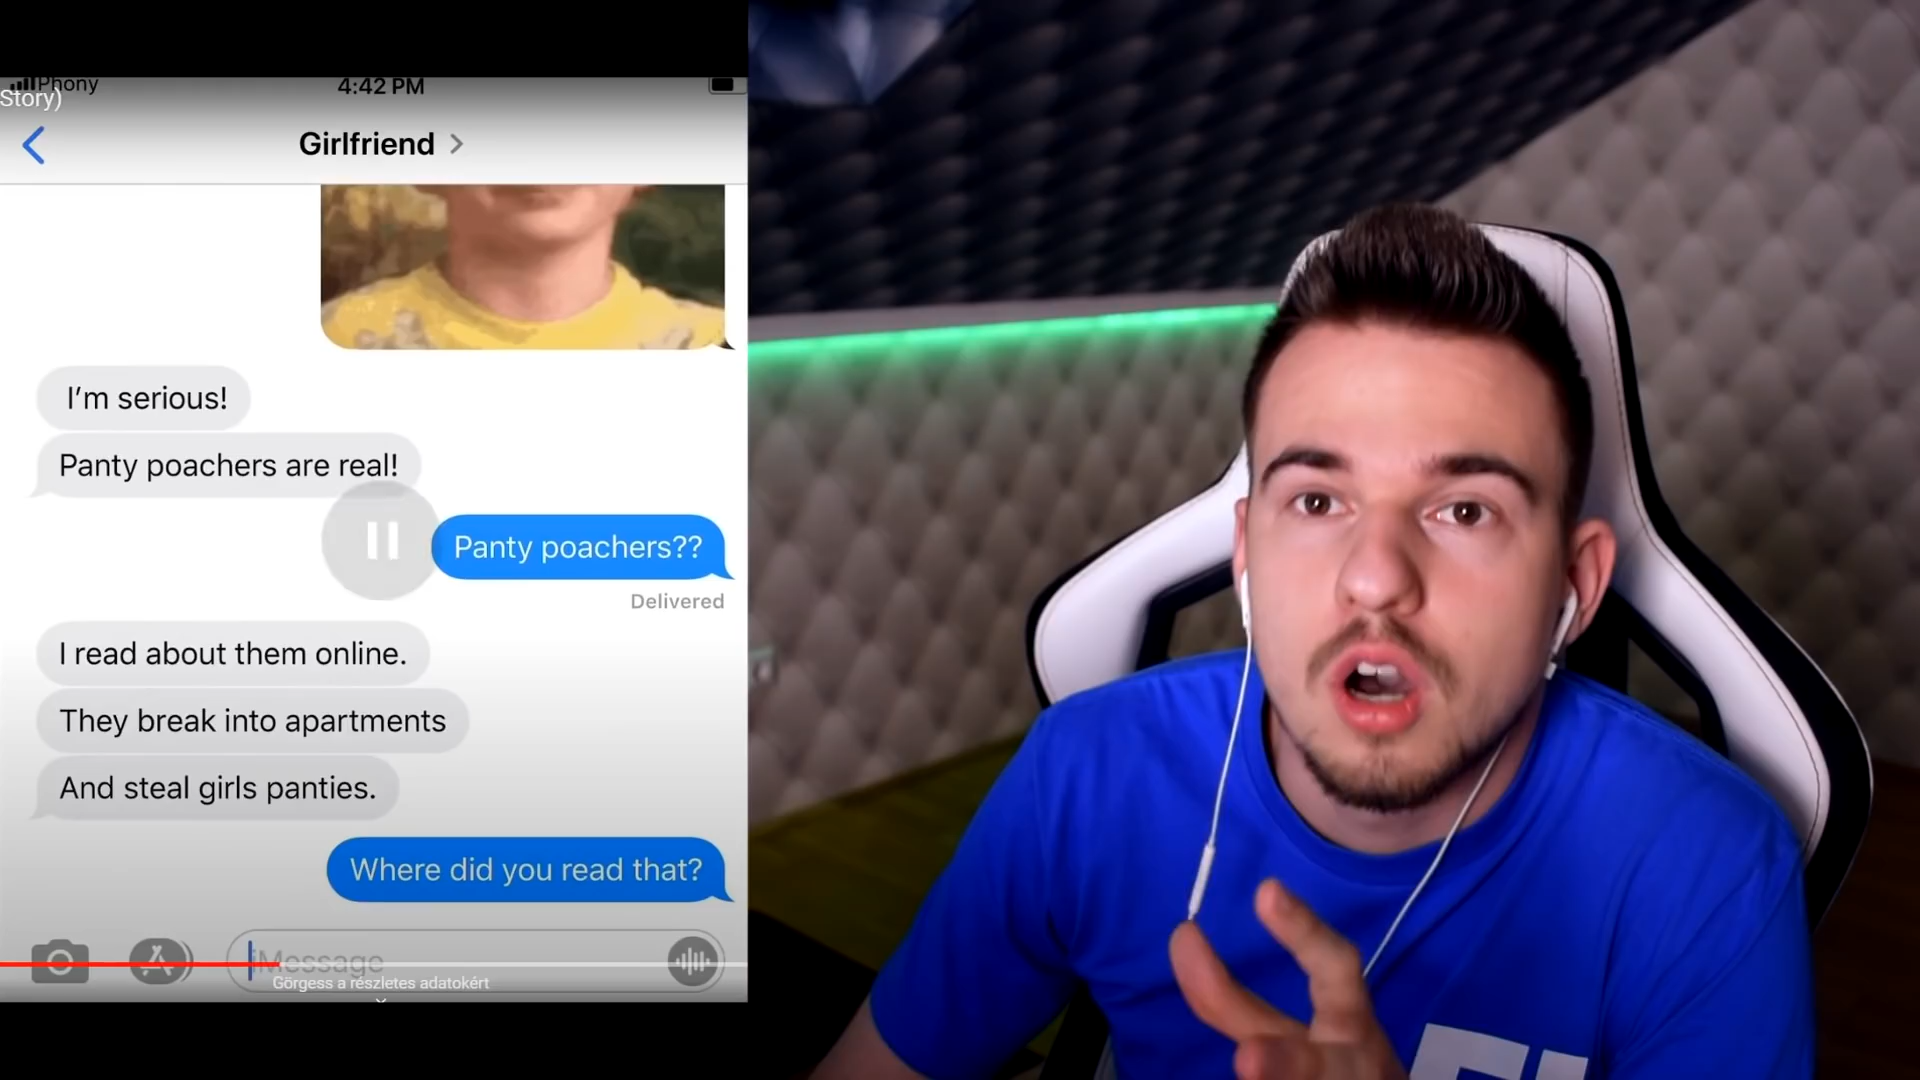 Phony
4:42 PM
Story)
Girlfriend
I'm serious!
Panty poachers are real!
Panty poachers??
Delivered
I read about them online.
They break into apartments
And steal girls panties.
Where did you read that?
iMessage
Görgess a részletes adatokért